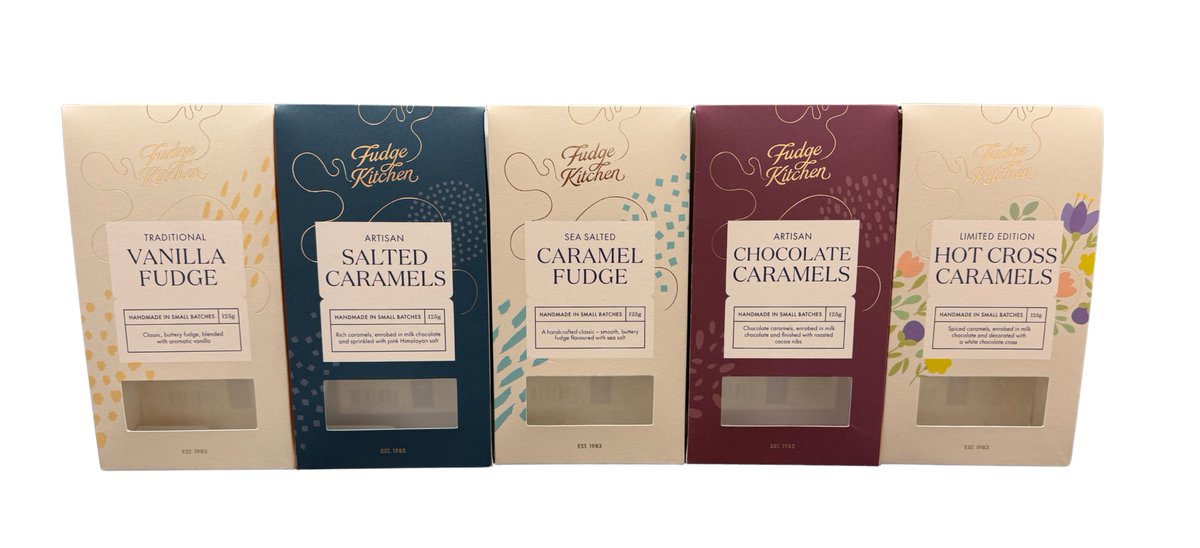 Fudge
Kitchen
TRADITIONAL
VANILLA
FUDGE
HANDMADE IN SMALL BATCHES 125g
Classic, buttery fudge, blended
with aromatic vanilla
EST. 1983
Fudge
Kitchen
ARTISAN
SALTED
CARAMELS
HANDMADE IN SMALL BATCHES 125g
Rich caramels, enrobed in milk chocolate
and sprinkled with pink Himalayan salt
EST. 1983
Fudge
Kitchen
SEA SALTED
CARAMEL
FUDGE
HANDMADE IN SMALL BATCHES 125g
A handcrafted classic – smooth, buttery
fudge flavoured with sea salt
EST. 1983
Fudge
Kitchen
ARTISAN
CHOCOLATE
CARAMELS
HANDMADE IN SMALL BATCHES 125g
Chocolate caramels, enrobed in milk
chocolate and finished with roasted
cocoa nibs
EST. 1983
Fudge
Kitchen
LIMITED EDITION
HOT CROSS
CARAMELS
HANDMADE IN SMALL BATCHES 125g
Spiced caramels, enrobed in milk
chocolate and decorated with
a white chocolate cross
EST. 1983